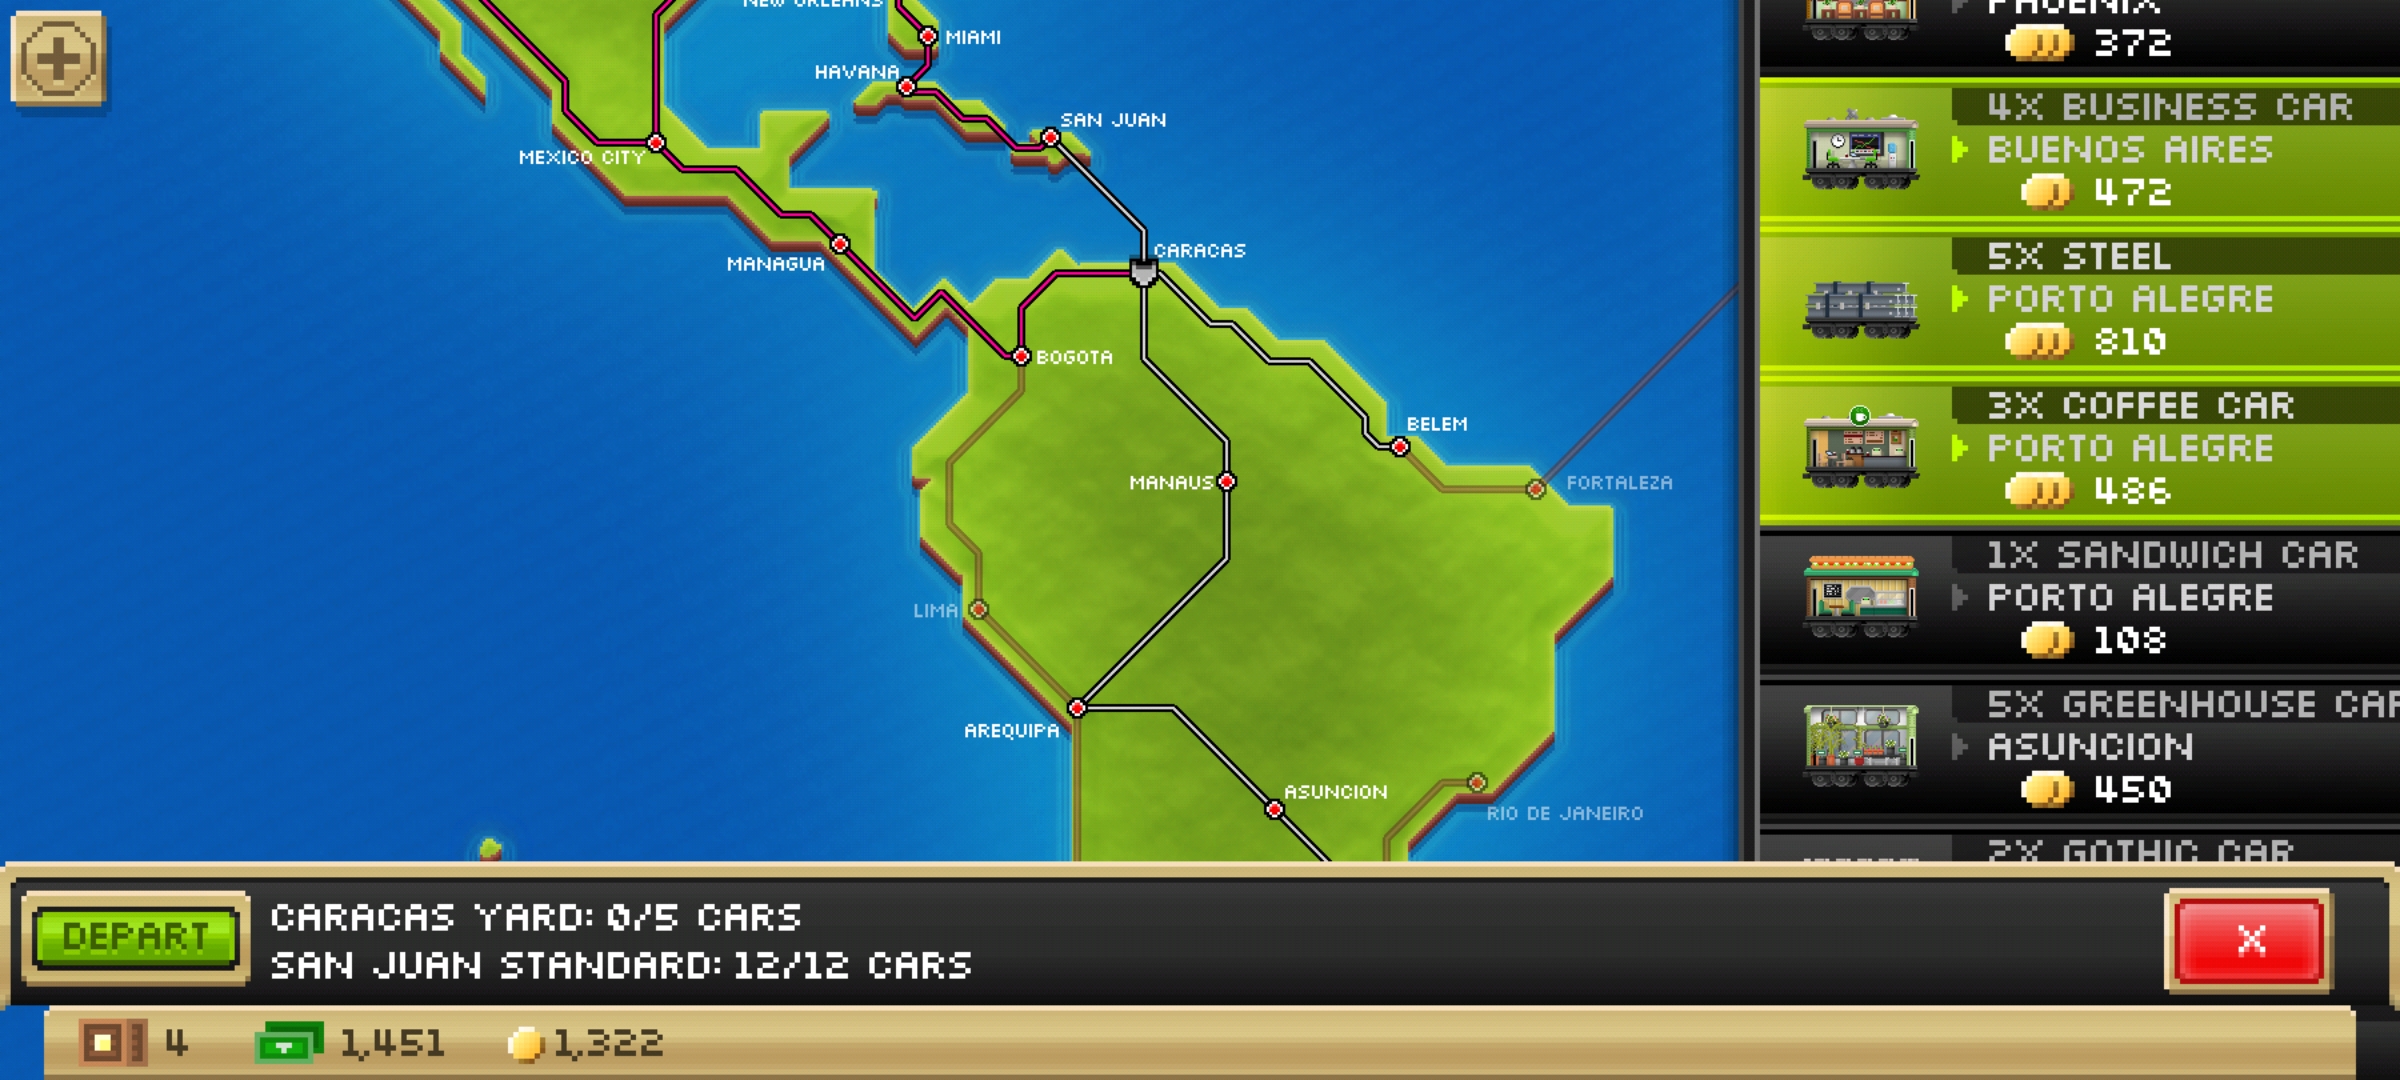 NEW ORLEANS
MIAMI
HAVANA
SAN JUAN
MEXICO CITY
MANAGUA
CARACAS
BOGOTA
BELEM
MANAUS
FORTALEZA
LIMA
AREQUIPA
ASUNCION
RIO DE JANEIRO
PHOENIX
372
4X BUSINESS CAR
BUENOS AIRES
472
5X STEEL
PORTO ALEGRE
810
3X COFFEE CAR
PORTO ALEGRE
486
1X SANDWICH CAR
PORTO ALEGRE
108
5X GREENHOUSE CAR
ASUNCION
450
2X GOTHIC CAR
DEPART
CARACAS YARD: 0/5 CARS
SAN JUAN STANDARD: 12/12 CARS
X
4
1,451
1,322